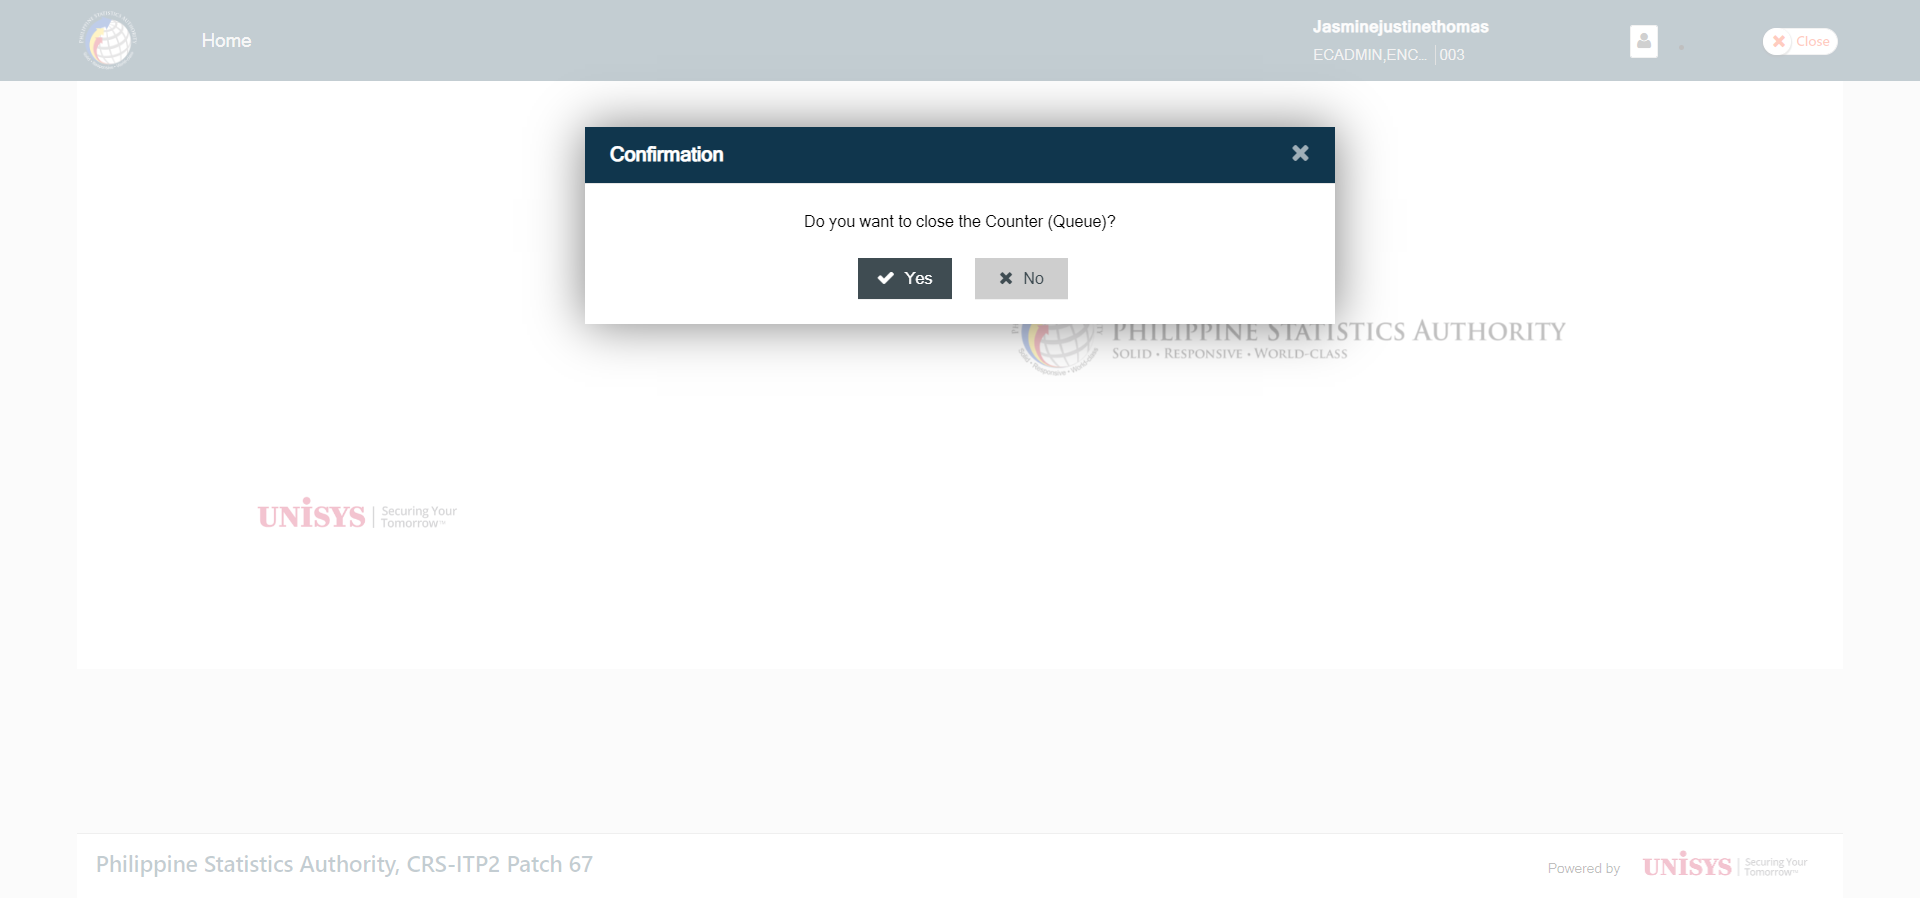 Home
Jasminejustinethomas
ECADMIN,ENC... 003
Close
Confirmation
Do you want to close the Counter (Queue)?
Yes
No
PHILIPPINE STATISTICS AUTHORITY
SOLID • RESPONSIVE • WORLD-CLASS
UNISYS | Securing Your
Tomorrow™
Philippine Statistics Authority, CRS-ITP2 Patch 67
Powered by
UNISYS | Securing Your
Tomorrow™